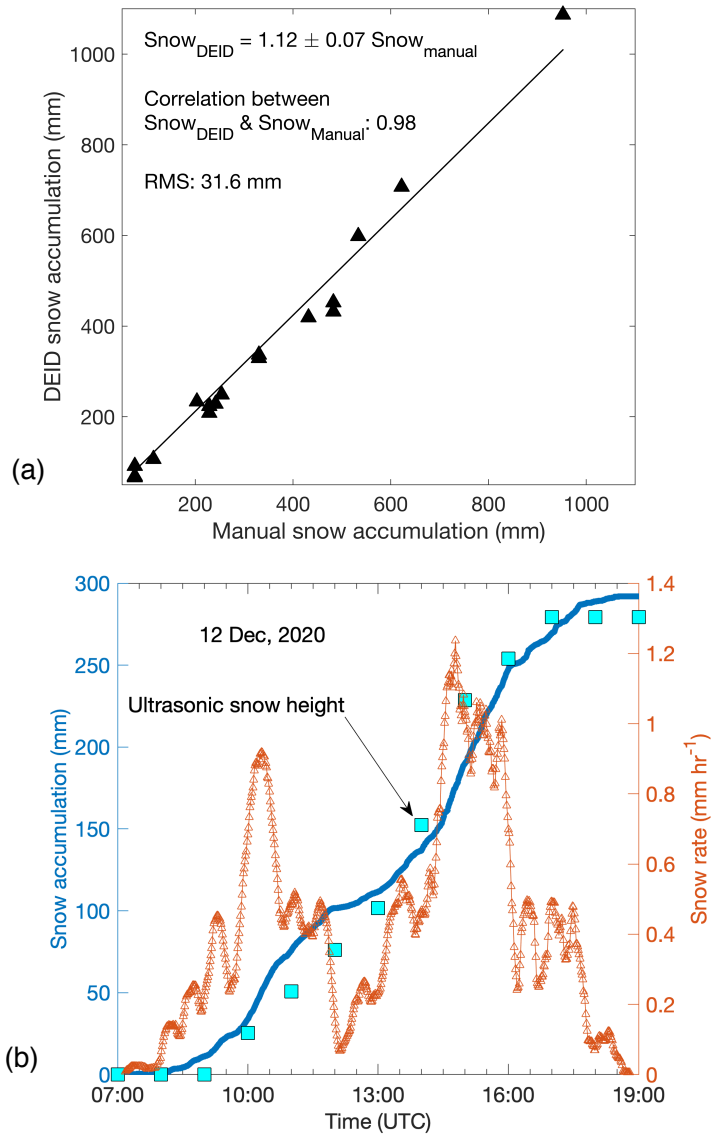 Snow_DEID = 1.12 ± 0.07 Snow_manual
Correlation between
Snow_DEID & Snow_Manual: 0.98
RMS: 31.6 mm
1000
800
600
400
200
DEID snow accumulation (mm)
(a)
200 400 600 800 1000
Manual snow accumulation (mm)
12 Dec, 2020
Ultrasonic snow height
300
250
200
150
100
50
0
Snow accumulation (mm)
1.4
1.2
1
0.8
0.6
0.4
0.2
0
Snow rate (mm hr⁻¹)
(b)
07:00 10:00 13:00 16:00 19:00
Time (UTC)